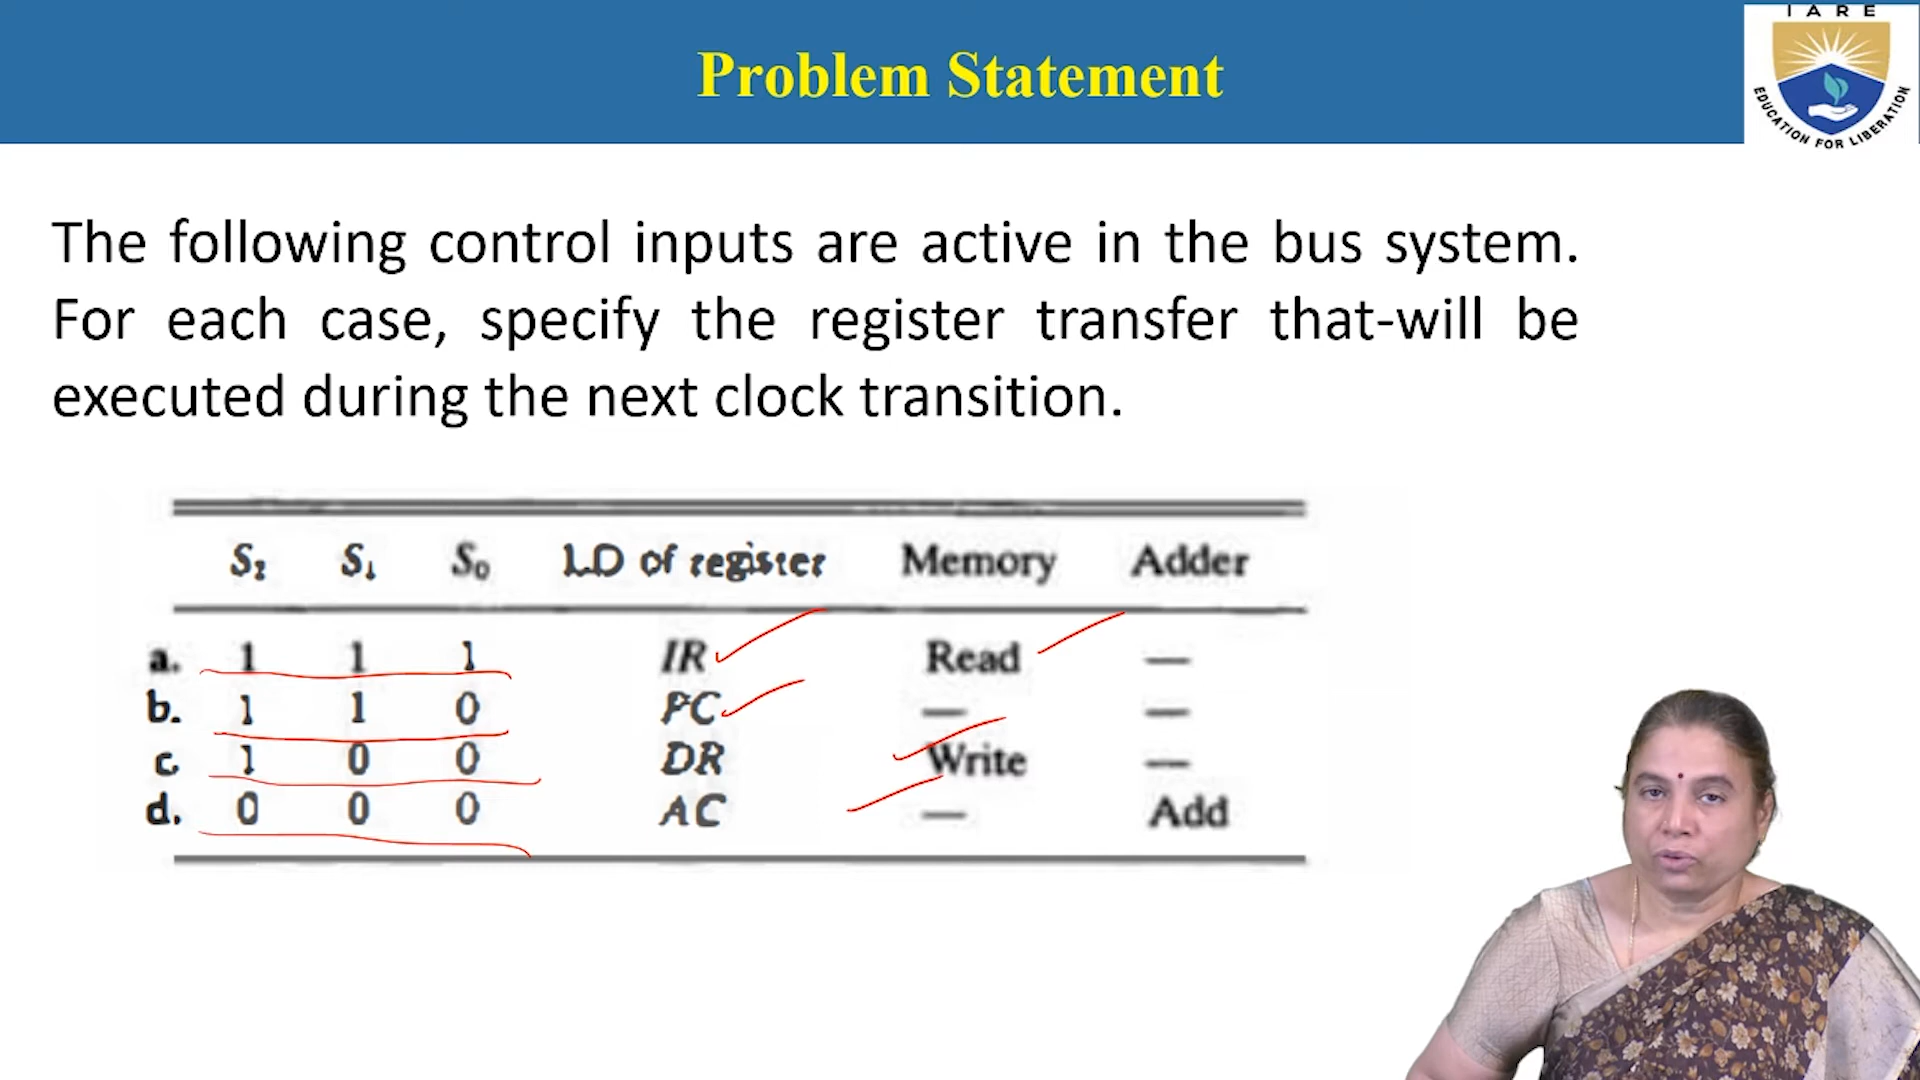 Problem Statement
IARE
EDUCATION FOR LIBERATION
The following control inputs are active in the bus system.
For each case, specify the register transfer that-will be
executed during the next clock transition.
S₂ S₁ S₀ LD of register Memory Adder
a. 1 1 1 IR Read —
b. 1 1 0 PC — —
c. 1 0 0 DR Write —
d. 0 0 0 AC — Add